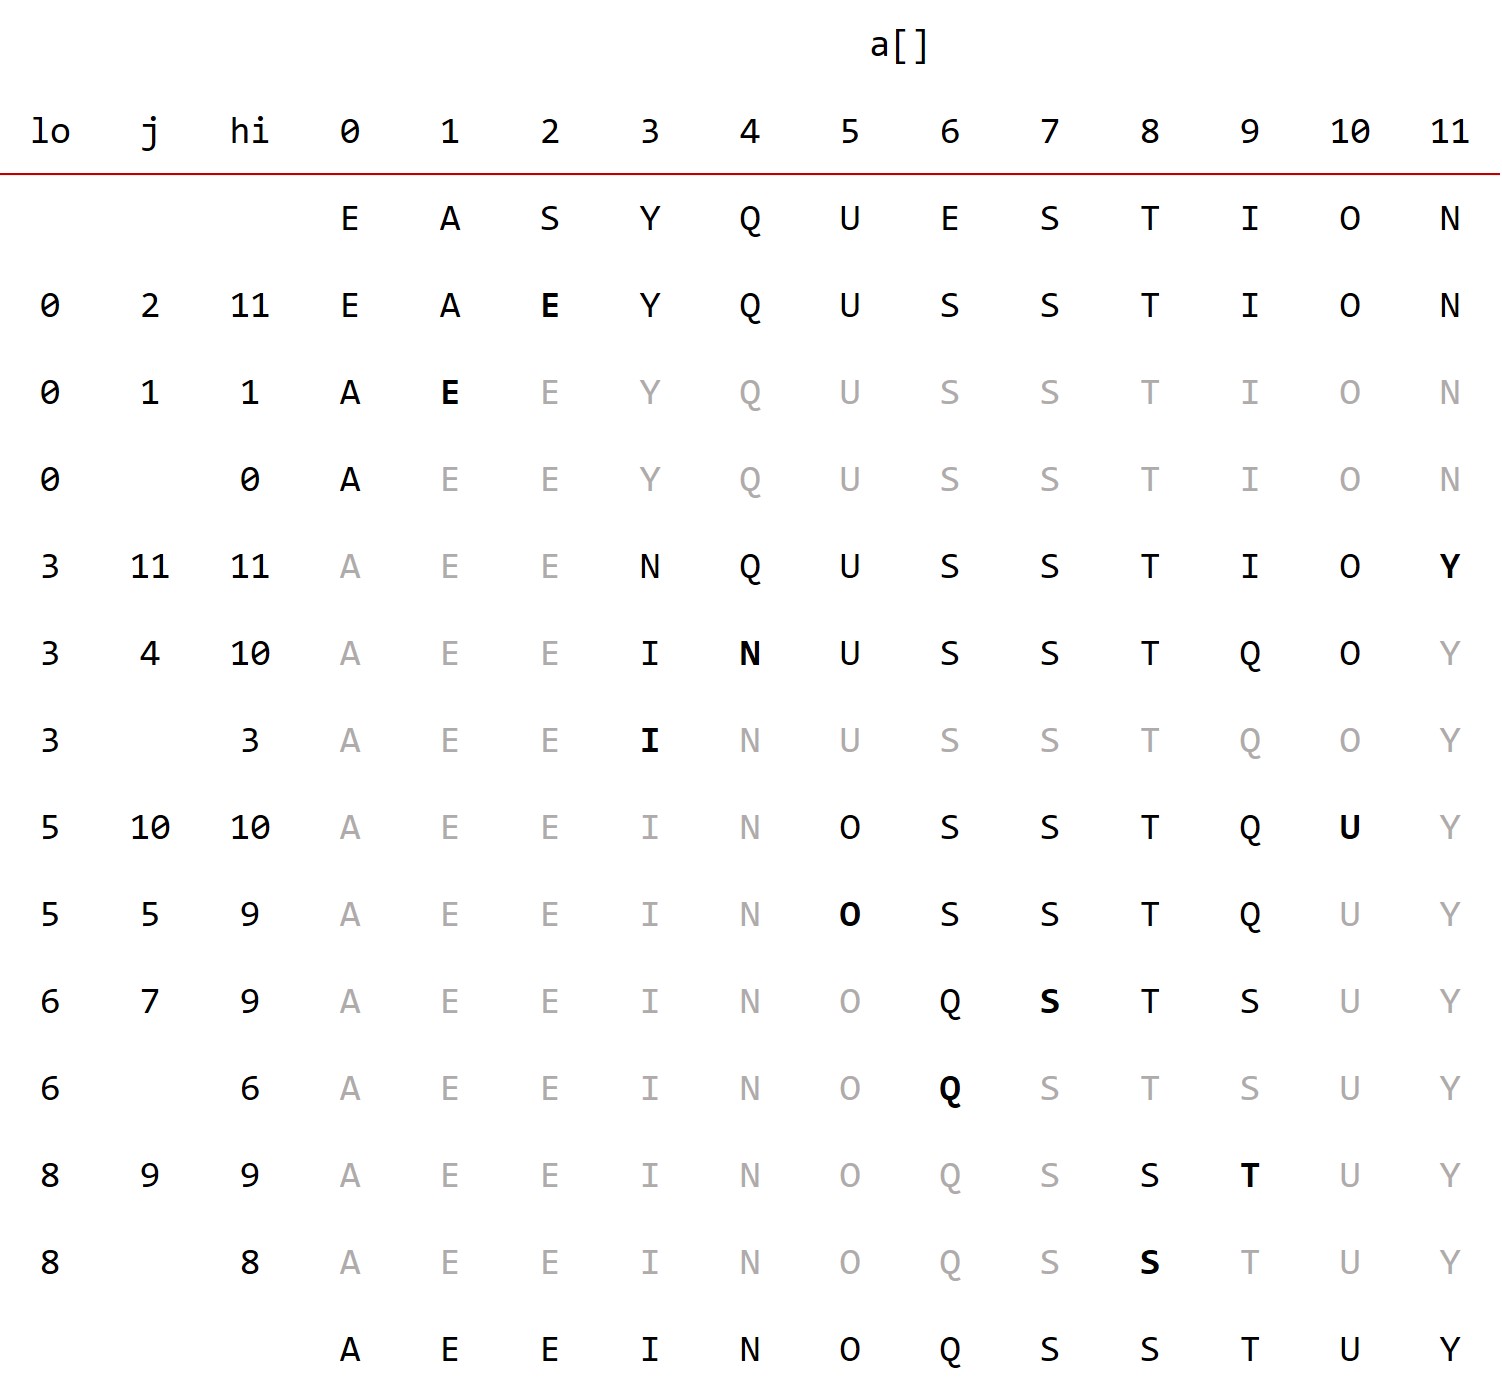 a[]
lo j hi 0 1 2 3 4 5 6 7 8 9 10 11
E A S Y Q U E S T I O N
0 2 11 E A E Y Q U S S T I O N
0 1 1 A E E Y Q U S S T I O N
0 0 A E E Y Q U S S T I O N
3 11 11 A E E N Q U S S T I O Y
3 4 10 A E E I N U S S T Q O Y
3 3 A E E I N U S S T Q O Y
5 10 10 A E E I N O S S T Q U Y
5 5 9 A E E I N O S S T Q U Y
6 7 9 A E E I N O Q S T S U Y
6 6 A E E I N O Q S T S U Y
8 9 9 A E E I N O Q S S T U Y
8 8 A E E I N O Q S S T U Y
A E E I N O Q S S T U Y